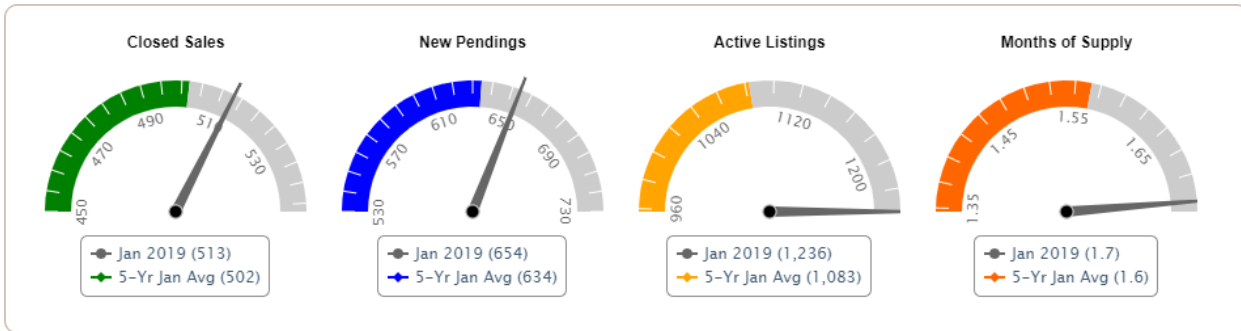 Closed Sales
450
470
490
510
530
Jan 2019 (513)
5-Yr Jan Avg (502)
New Pendings
530
570
610
650
690
730
Jan 2019 (654)
5-Yr Jan Avg (634)
Active Listings
960
1040
1120
1200
Jan 2019 (1,236)
5-Yr Jan Avg (1,083)
Months of Supply
1.35
1.45
1.55
1.65
Jan 2019 (1.7)
5-Yr Jan Avg (1.6)